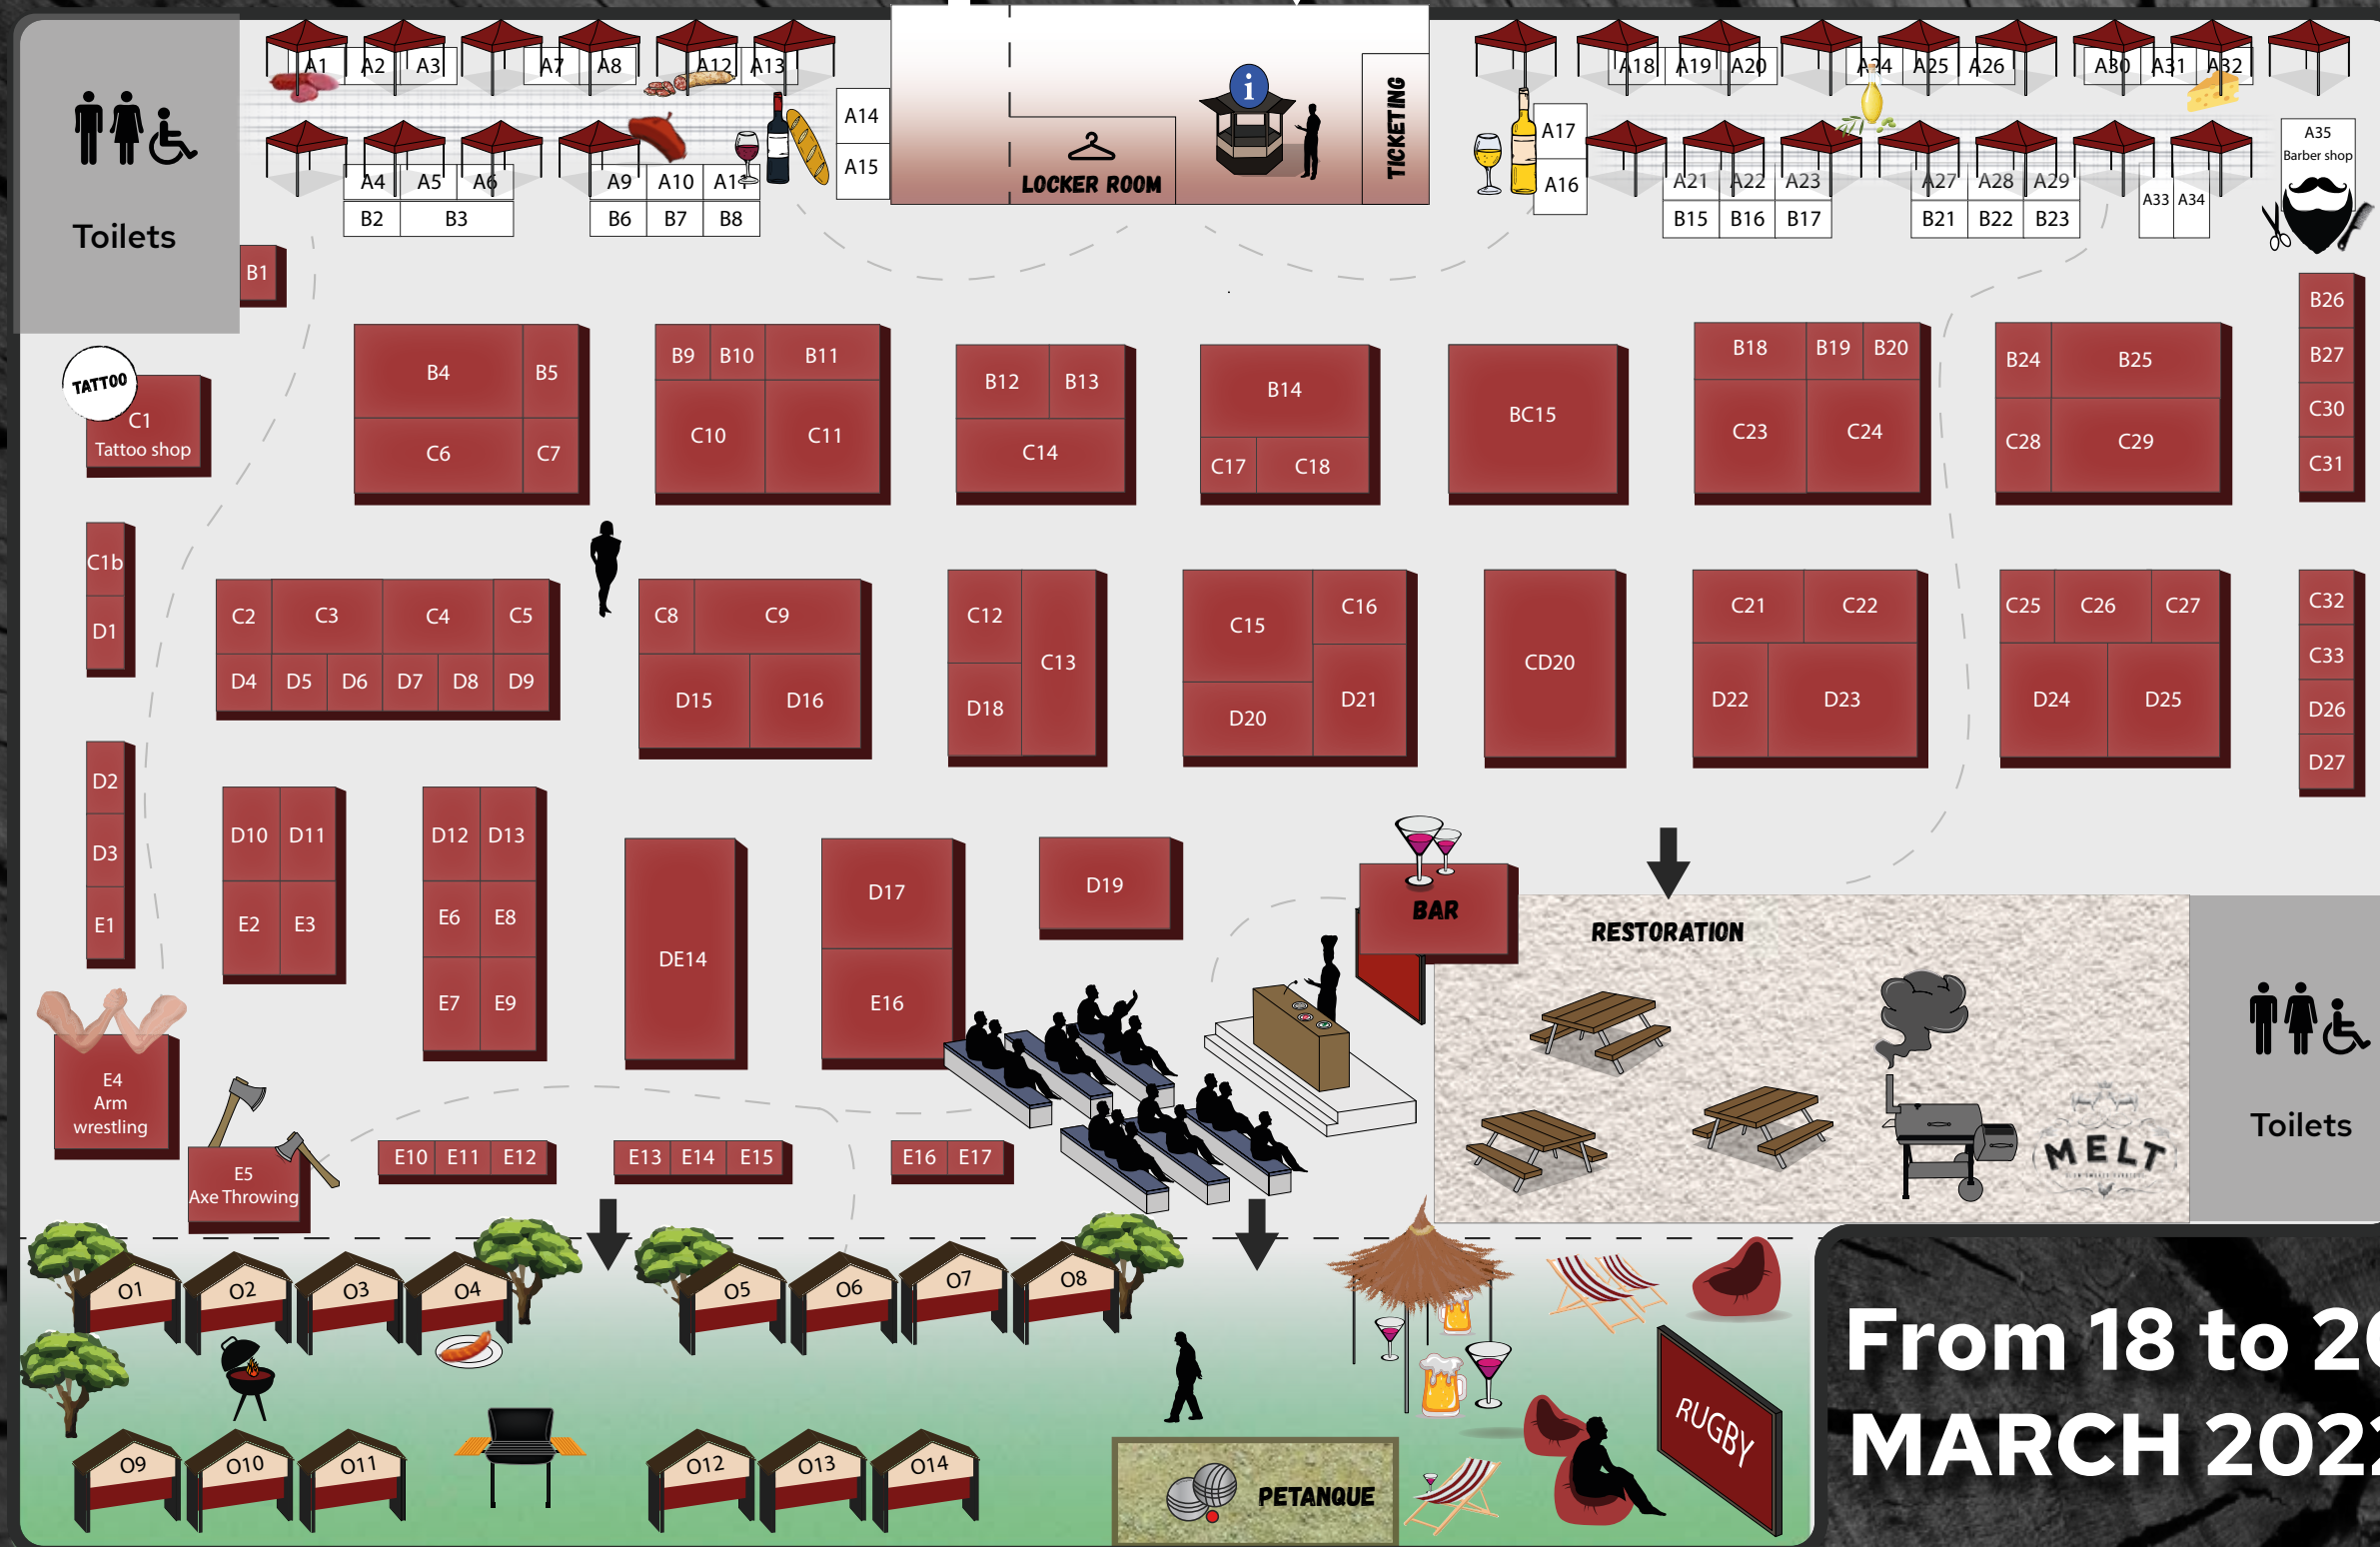 A1 A2 A3 A7 A8 A12 A13
A18 A19 A20 A25 A26 A30 A31 A32
A14
A15
A17
A16
LOCKER ROOM
TICKETING
i
A35
Barber shop
A4 A5 A6 A9 A10
A21 A22 A23 A27 A28 A29 A33 A34
B2 B3 B6 B7 B8
B15 B16 B17 B21 B22 B23
Toilets
B1
B26
B27
C30
C31
TATTOO
C1
Tattoo shop
B4 B5
C6 C7
B9 B10 B11
C10 C11
B12 B13
C14
B14
C17 C18
BC15
B18 B19 B20
C23 C24
B24 B25
C28 C29
C1b
D1
C2 C3 C4 C5
D4 D5 D6 D7 D8 D9
C8 C9
D15 D16
C12 C13
D18
C15 C16
D20 D21
CD20
C21 C22
D22 D23
C25 C26 C27
D24 D25
C32
C33
D26
D27
D2
D3
E1
D10 D11
E2 E3
D12 D13
E6 E8
E7 E9
DE14
D17
E16
D19
BAR
RESTORATION
MELT
Toilets
E4
Arm
wrestling
E5
Axe Throwing
E10 E11 E12
E13 E14 E15
E16 E17
O1 O2 O3 O4 O5 O6 O7 O8
O9 O10 O11 O12 O13 O14
PETANQUE
RUGBY
From 18 to 20
MARCH 2022